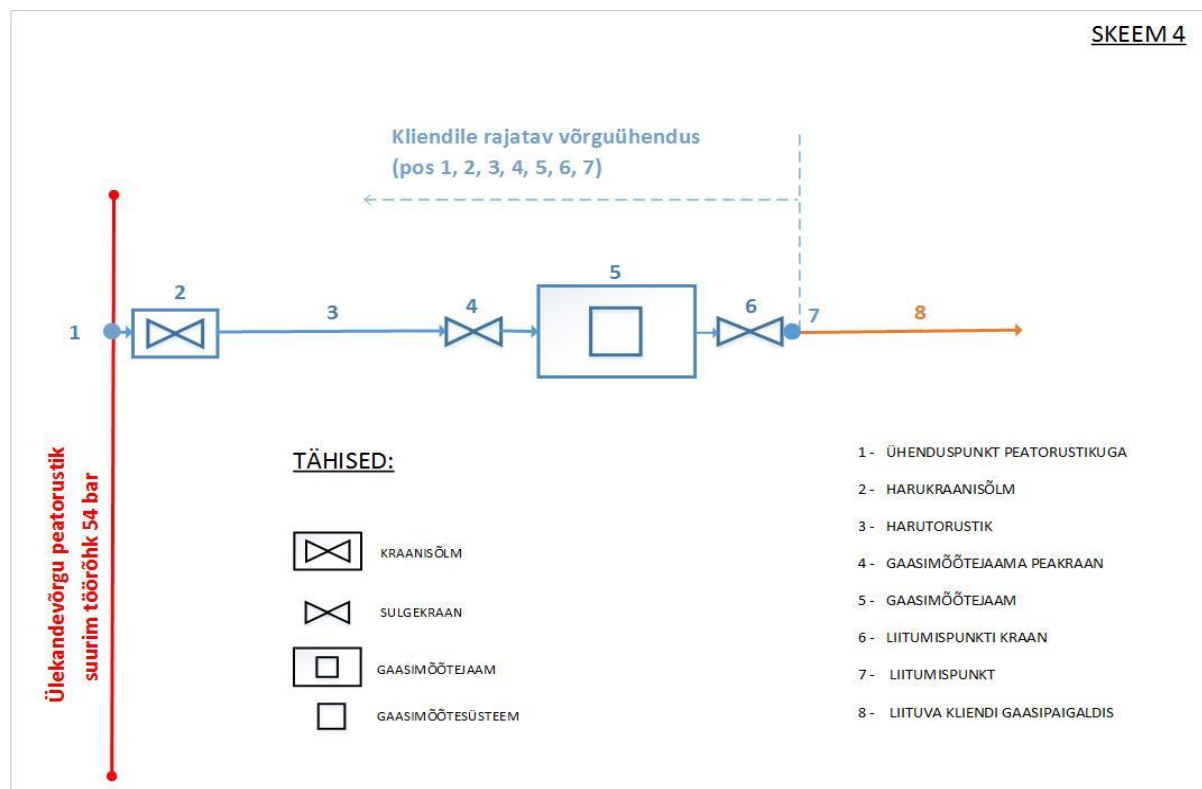 SKEEM 4
Kliendile rajatav võrguühendus
(pos 1, 2, 3, 4, 5, 6, 7)
1
2
3
4
5
6
7
8
Ülekandevõrgu peatorustik
suurim töörõhk 54 bar
TÄHISED:
KRAANISÕLM
SULGEKRAAN
GAASIMÕÕTEJAAM
GAASIMÕÕTESÜSTEEM
1 - ÜHENDUSPUNKT PEATORUSTIKUGA
2 - HARUKRAANISÕLM
3 - HARUTORUSTIK
4 - GAASIMÕÕTEJAAMA PEAKRAAN
5 - GAASIMÕÕTEJAAM
6 - LIITUMISPUNKTI KRAAN
7 - LIITUMISPUNKT
8 - LIITUVA KLIENDI GAASIPAIGALDIS